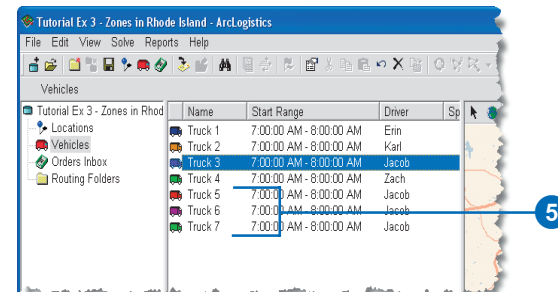 Tutorial Ex 3 - Zones in Rhode Island - ArcLogistics
File Edit View Solve Reports Help
Vehicles
Tutorial Ex 3 - Zones in Rhod
Locations
Vehicles
Orders Inbox
Routing Folders
Name Start Range Driver Sp
Truck 1 7:00:00 AM - 8:00:00 AM Erin
Truck 2 7:00:00 AM - 8:00:00 AM Karl
Truck 3 7:00:00 AM - 8:00:00 AM Jacob
Truck 4 7:00:00 AM - 8:00:00 AM Zach
Truck 5 7:00:00 AM - 8:00:00 AM Jacob
Truck 6 7:00:00 AM - 8:00:00 AM Jacob
Truck 7 7:00:00 AM - 8:00:00 AM Jacob
5